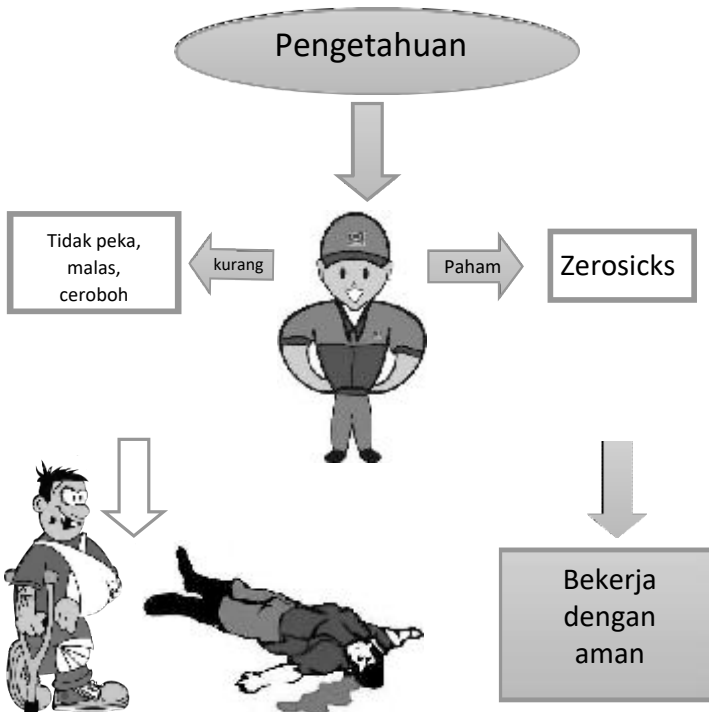 Pengetahuan
Tidak peka,
malas,
ceroboh
kurang
Paham
Zerosicks
Bekerja
dengan
aman